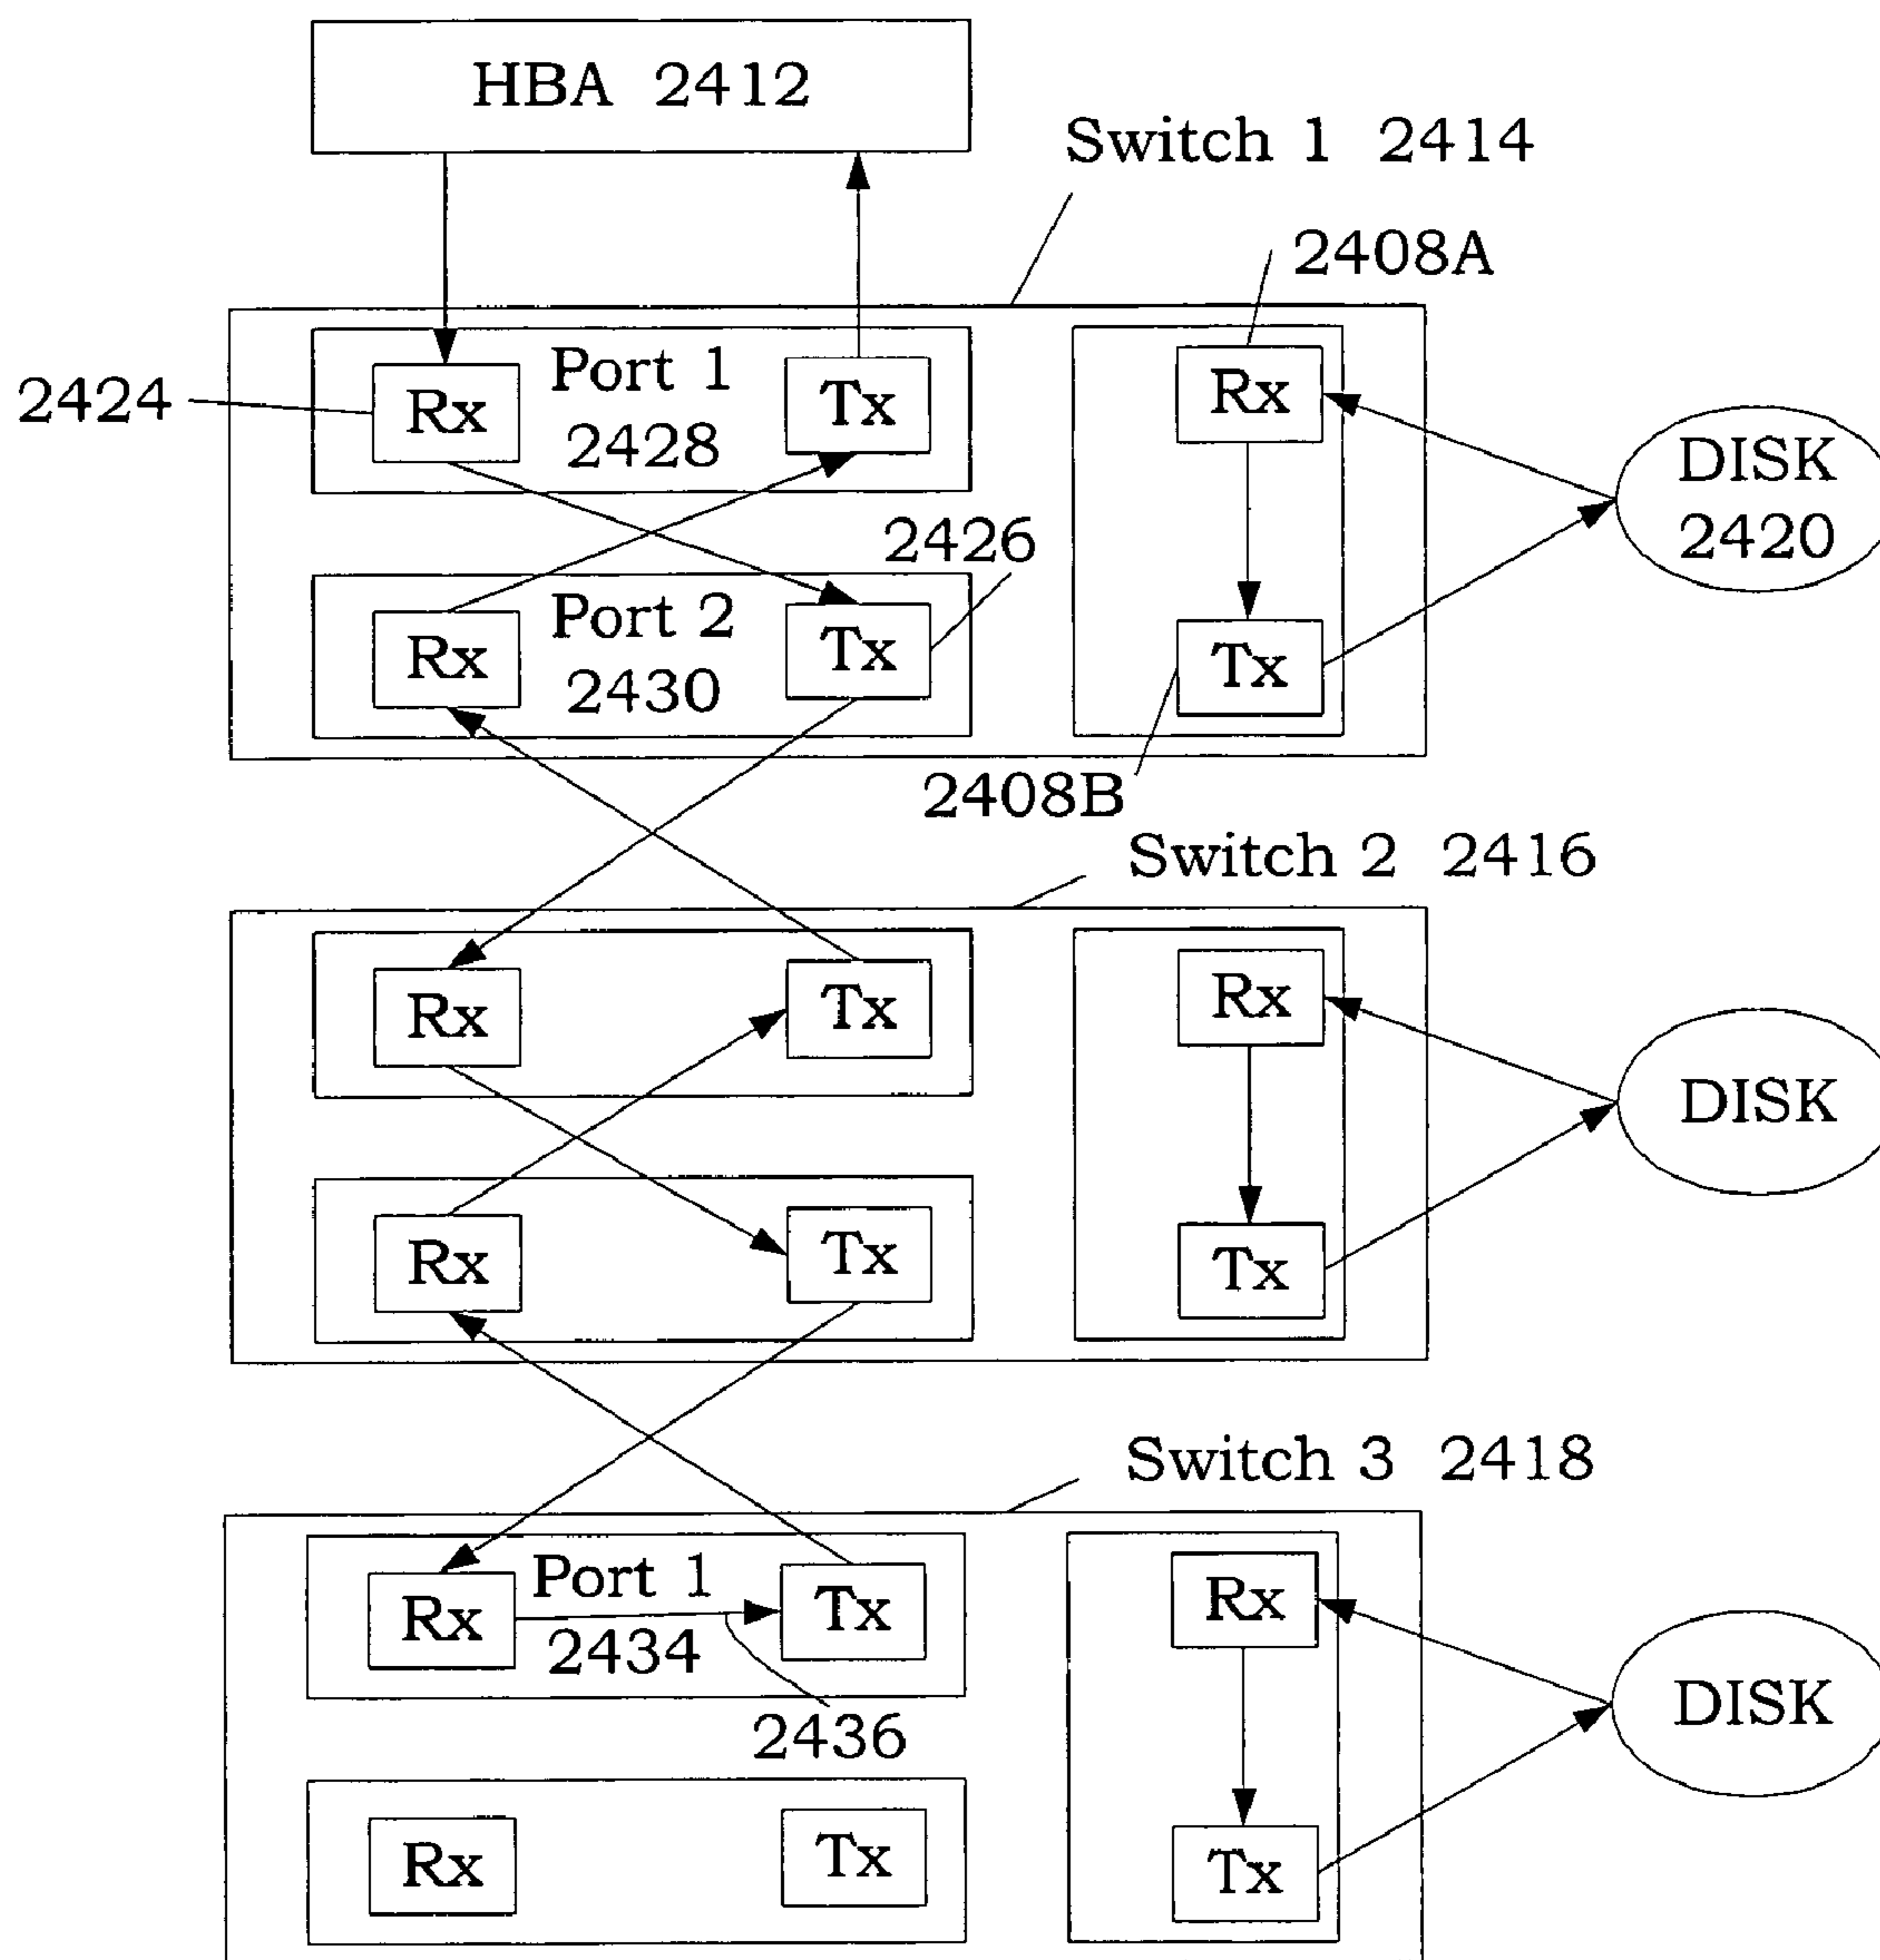 HBA 2412
Switch 1 2414
2408A
2424
Rx
Port 1
2428
Tx
Rx
DISK
2420
2426
Rx
Port 2
2430
Tx
Tx
2408B
Switch 2 2416
Rx
Tx
Rx
DISK
Rx
Tx
Tx
Switch 3 2418
Rx
Port 1
2434
Tx
Rx
DISK
2436
Rx
Tx
Tx